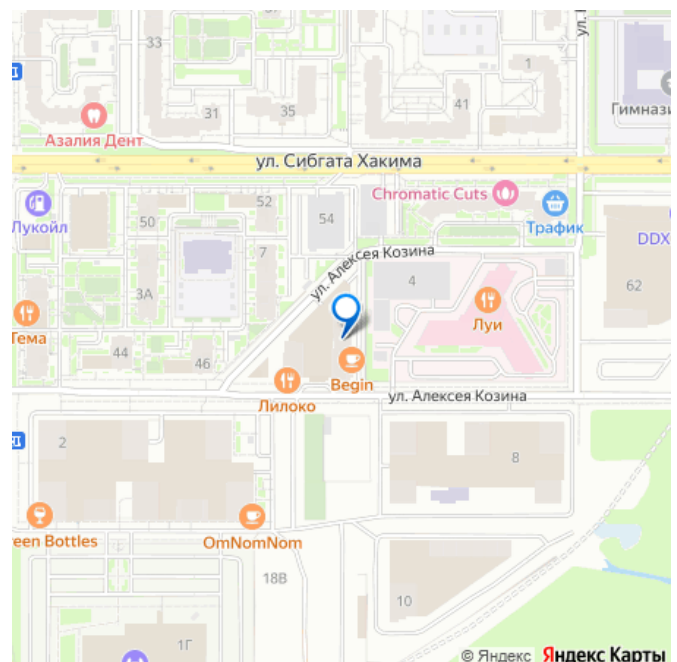 33
1
31
35
41
Азалия Дент
Гимнази
ул. Сибгата Хакима
Chromatic Cuts
Лукойл
50
52
54
Трафик
DDX
7
ул. Алексея Козина
4
62
3А
Луи
Тема
44
46
Begin
Лилоко
ул. Алексея Козина
2
8
reen Bottles
OmNomNom
18В
10
1Г
© Яндекс Яндекс Карты